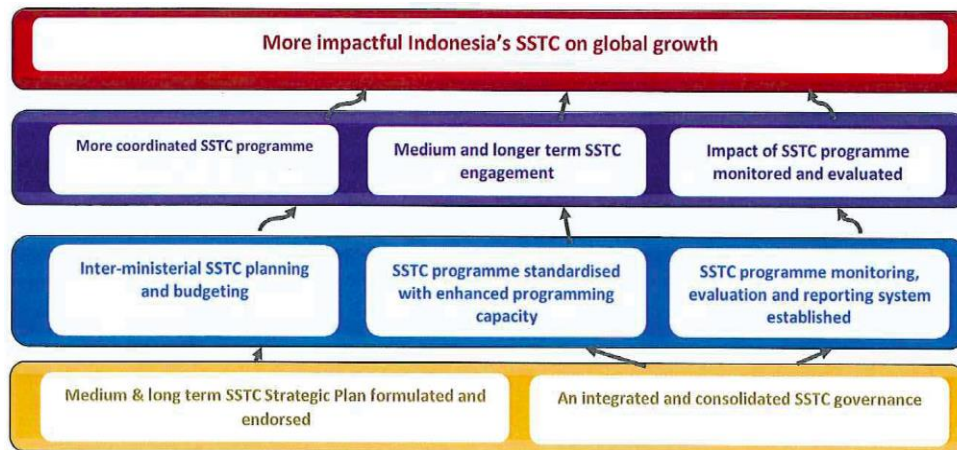 More impactful Indonesia's SSTC on global growth
More coordinated SSTC programme
Medium and longer term SSTC
engagement
Impact of SSTC programme
monitored and evaluated
Inter-ministerial SSTC planning
and budgeting
SSTC programme standardised
with enhanced programming
capacity
SSTC programme monitoring,
evaluation and reporting system
established
Medium & long term SSTC Strategic Plan formulated and
endorsed
An integrated and consolidated SSTC governance